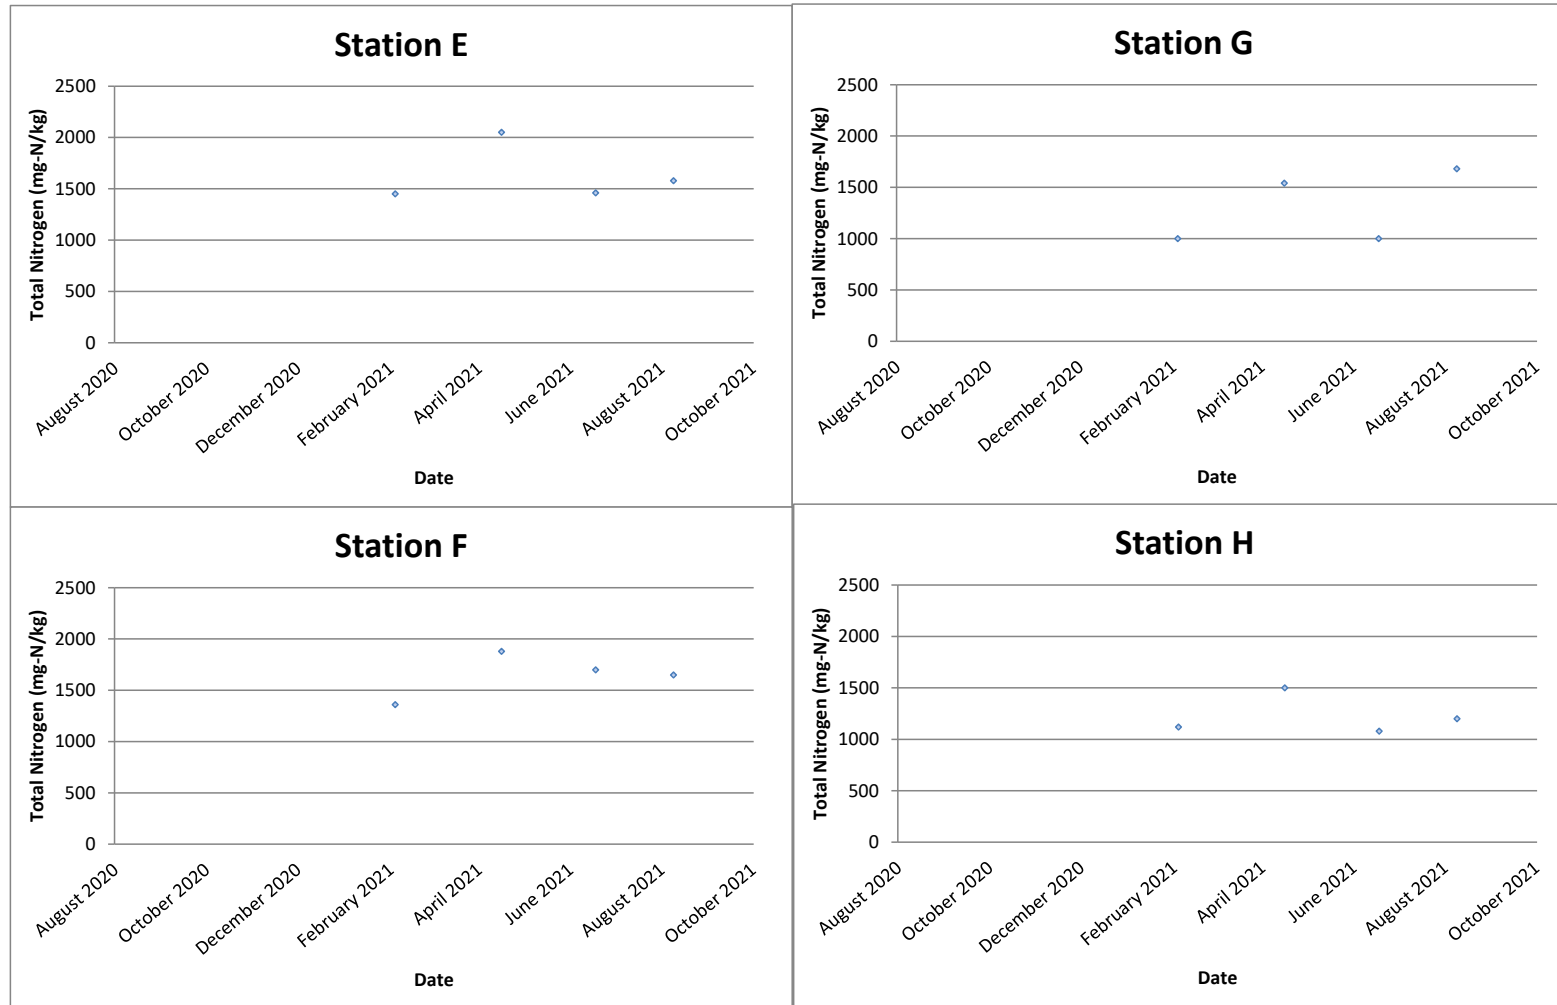 Station E
Total Nitrogen (mg-N/kg)
2500
2000
1500
1000
500
0
August 2020
October 2020
December 2020
February 2021
April 2021
June 2021
August 2021
October 2021
Date
Station G
Total Nitrogen (mg-N/kg)
2500
2000
1500
1000
500
0
August 2020
October 2020
December 2020
February 2021
April 2021
June 2021
August 2021
October 2021
Date
Station F
Total Nitrogen (mg-N/kg)
2500
2000
1500
1000
500
0
August 2020
October 2020
December 2020
February 2021
April 2021
June 2021
August 2021
October 2021
Date
Station H
Total Nitrogen (mg-N/kg)
2500
2000
1500
1000
500
0
August 2020
October 2020
December 2020
February 2021
April 2021
June 2021
August 2021
October 2021
Date